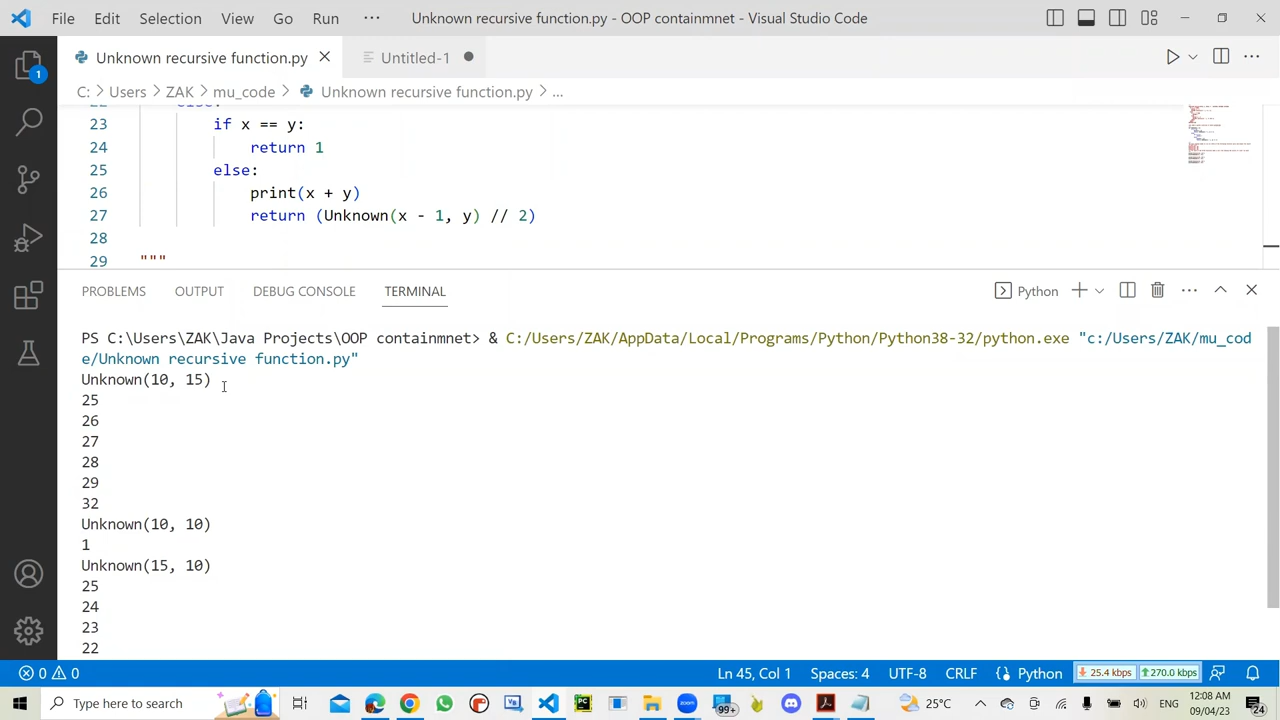 File Edit Selection View Go Run ··· Unknown recursive function.py - OOP containmnet - Visual Studio Code
Unknown recursive function.py Untitled-1
C: > Users > ZAK > mu_code > Unknown recursive function.py > ...
23 if x == y:
24 return 1
25 else:
26 print(x + y)
27 return (Unknown(x - 1, y) // 2)
28
29 """
PROBLEMS OUTPUT DEBUG CONSOLE TERMINAL Python
PS C:\Users\ZAK\Java Projects\OOP containmnet> & C:/Users/ZAK/AppData/Local/Programs/Python/Python38-32/python.exe "c:/Users/ZAK/mu_cod
e/Unknown recursive function.py"
Unknown(10, 15)
25
26
27
28
29
32
Unknown(10, 10)
1
Unknown(15, 10)
25
24
23
22
1
0 0 Ln 45, Col 1 Spaces: 4 UTF-8 CRLF Python 25.4 kbps 270.0 kbps
Type here to search 99+ 25°C ENG 12:08 AM
09/04/23 24